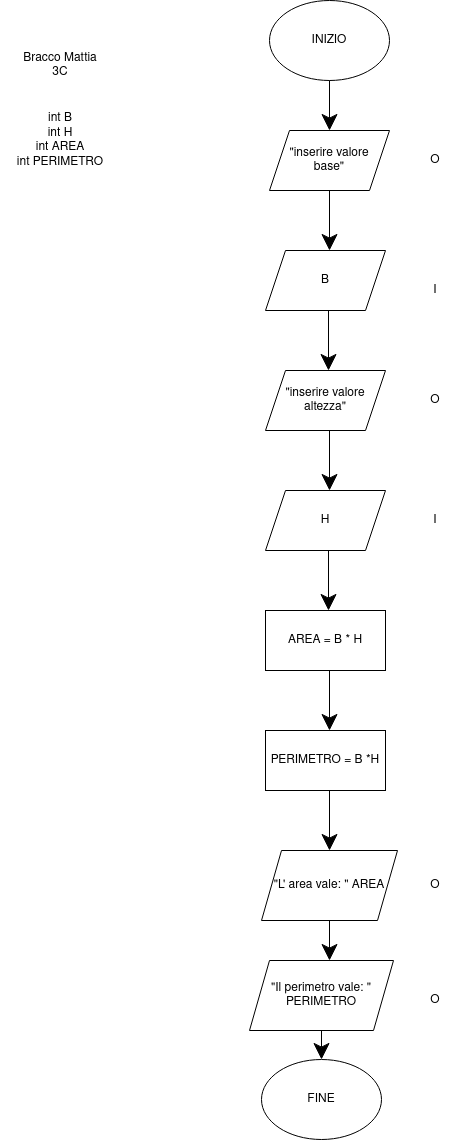 Bracco Mattia
3C
int B
int H
int AREA
int PERIMETRO
INIZIO
"inserire valore
base"
O
B
I
"inserire valore
altezza"
O
H
I
AREA = B * H
PERIMETRO = B *H
"L' area vale: " AREA
O
"Il perimetro vale: "
PERIMETRO
O
FINE